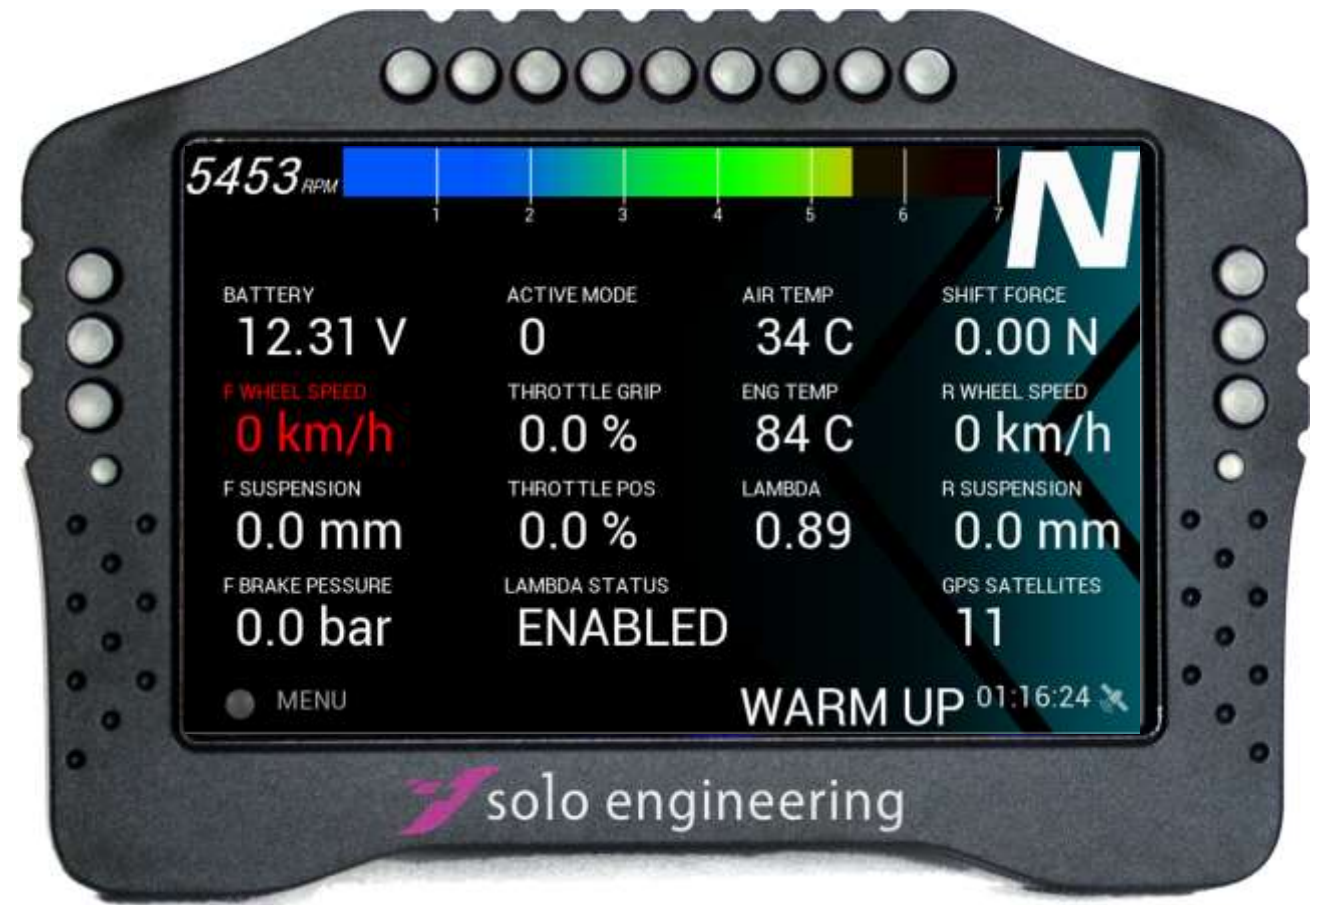 5453 RPM
1 2 3 4 5 6 7
N
BATTERY ACTIVE MODE AIR TEMP SHIFT FORCE
12.31 V 0 34 C 0.00 N
F WHEEL SPEED THROTTLE GRIP ENG TEMP R WHEEL SPEED
0 km/h 0.0 % 84 C 0 km/h
F SUSPENSION THROTTLE POS LAMBDA R SUSPENSION
0.0 mm 0.0 % 0.89 0.0 mm
F BRAKE PESSURE LAMBDA STATUS GPS SATELLITES
0.0 bar ENABLED 11
MENU WARM UP 01:16:24
solo engineering